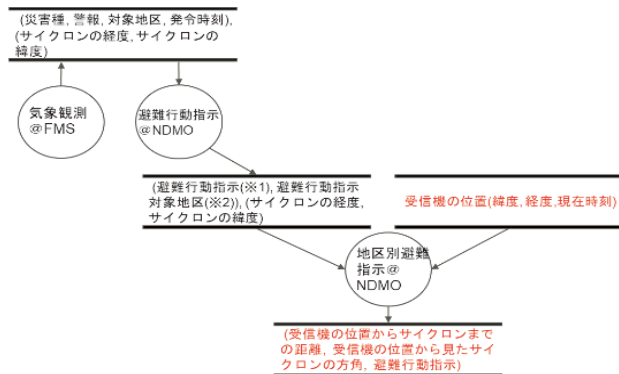 (災害種, 警報, 対象地区, 発令時刻),
(サイクロンの経度, サイクロンの
緯度)
気象観測
@FMS
避難行動指示
@NDMO
(避難行動指示(※1), 避難行動指示
対象地区(※2)), (サイクロンの経度,
サイクロンの緯度)
受信機の位置(緯度, 経度,現在時刻)
地区別避難
指示@
NDMO
(受信機の位置からサイクロンまで
の距離, 受信機の位置から見たサイ
クロンの方角, 避難行動指示)